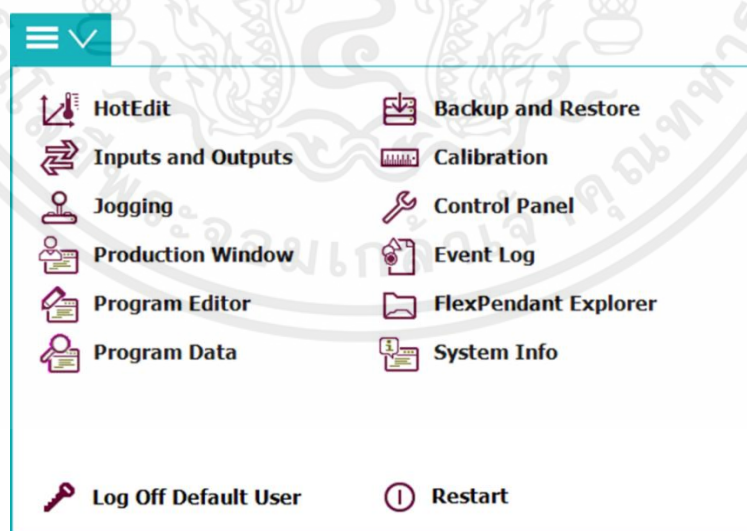 HotEdit
Inputs and Outputs
Jogging
Production Window
Program Editor
Program Data
Backup and Restore
Calibration
Control Panel
Event Log
FlexPendant Explorer
System Info
Log Off Default User
Restart